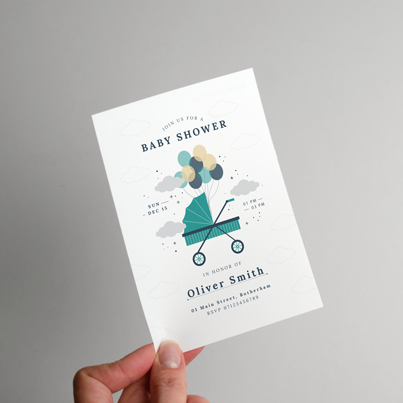 JOIN US FOR A
BABY SHOWER
SUN
DEC 15
01 PM
03 PM
IN HONOR OF
Oliver Smith
01 Main Street, Rotherham
RSVP 07123456789